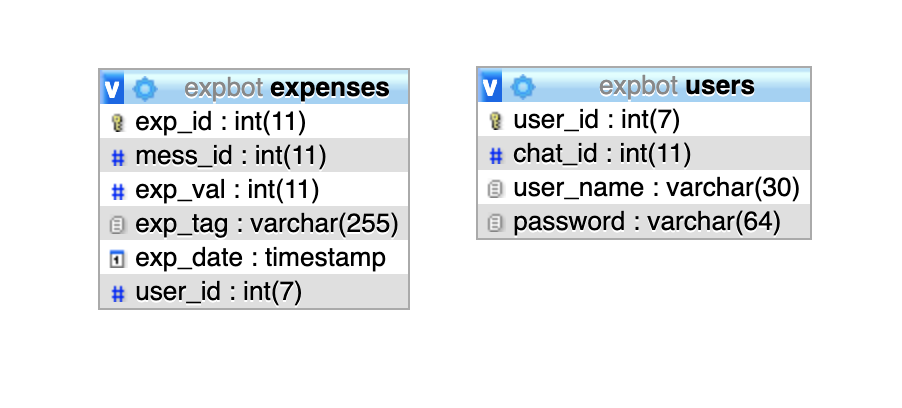 expbot expenses
exp_id : int(11)
mess_id : int(11)
exp_val : int(11)
exp_tag : varchar(255)
exp_date : timestamp
user_id : int(7)
expbot users
user_id : int(7)
chat_id : int(11)
user_name : varchar(30)
password : varchar(64)